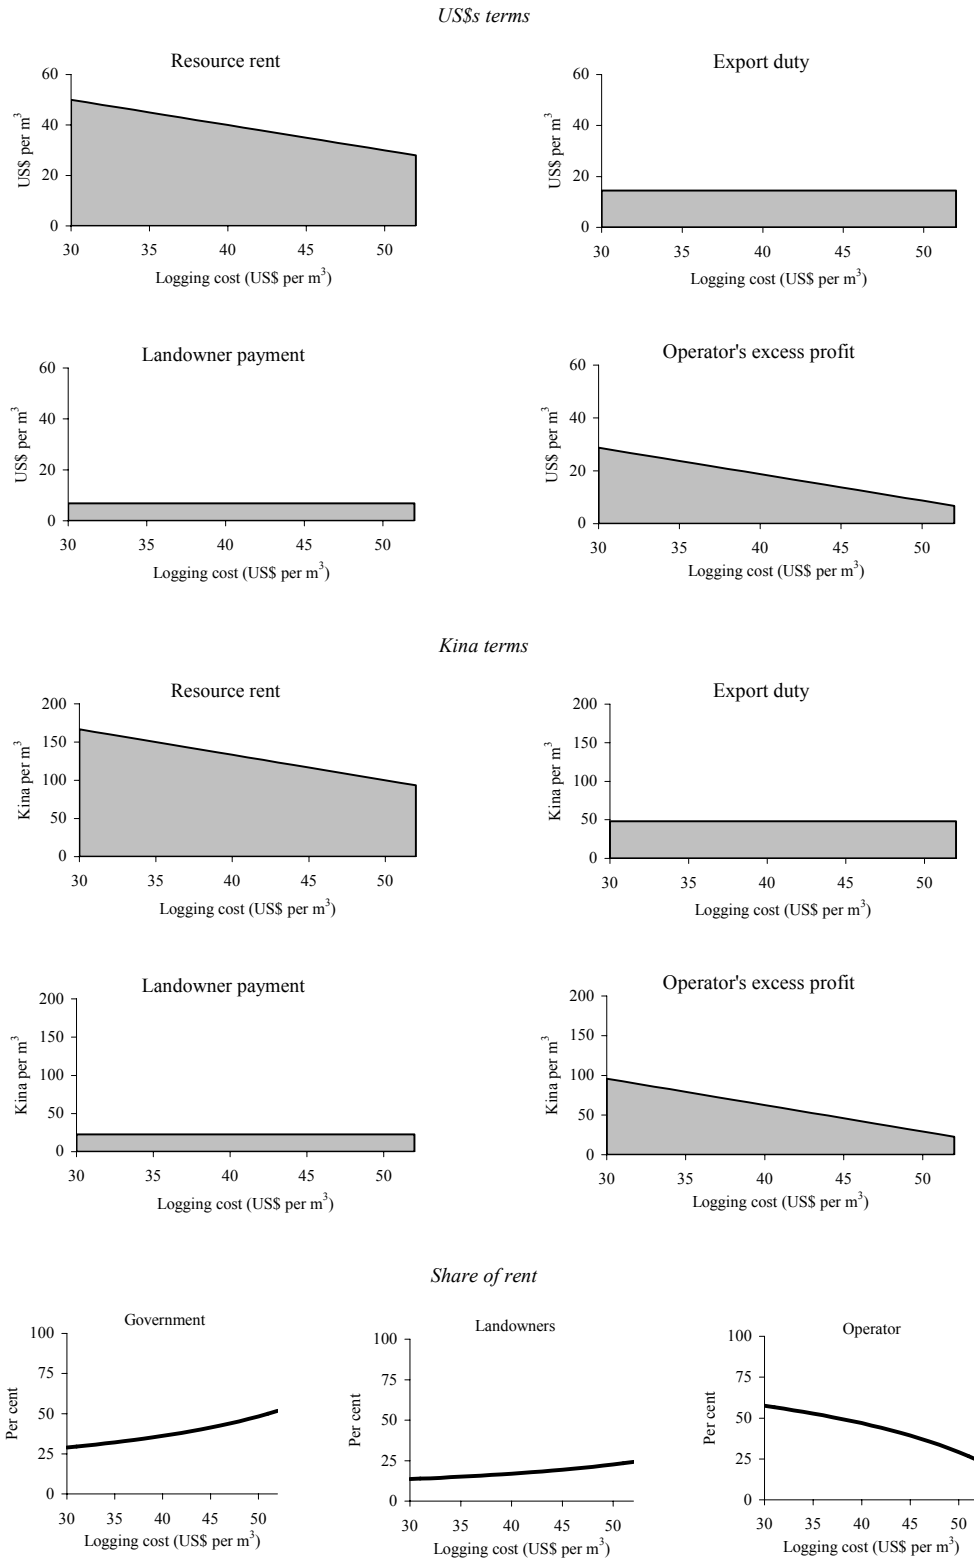 US$s terms
Resource rent
60
40
20
0
US$ per m³
30 35 40 45 50
Logging cost (US$ per m³)
Export duty
60
40
20
0
US$ per m³
30 35 40 45 50
Logging cost (US$ per m³)
Landowner payment
60
40
20
0
US$ per m³
30 35 40 45 50
Logging cost (US$ per m³)
Operator's excess profit
60
40
20
0
US$ per m³
30 35 40 45 50
Logging cost (US$ per m³)
Kina terms
Resource rent
200
150
100
50
0
Kina per m³
30 35 40 45 50
Logging cost (US$ per m³)
Export duty
200
150
100
50
0
Kina per m³
30 35 40 45 50
Logging cost (US$ per m³)
Landowner payment
200
150
100
50
0
Kina per m³
30 35 40 45 50
Logging cost (US$ per m³)
Operator's excess profit
200
150
100
50
0
Kina per m³
30 35 40 45 50
Logging cost (US$ per m³)
Share of rent
Government
100
75
50
25
0
Per cent
30 35 40 45 50
Logging cost (US$ per m³)
Landowners
100
75
50
25
0
Per cent
30 35 40 45 50
Logging cost (US$ per m³)
Operator
100
75
50
25
0
Per cent
30 35 40 45 50
Logging cost (US$ per m³)